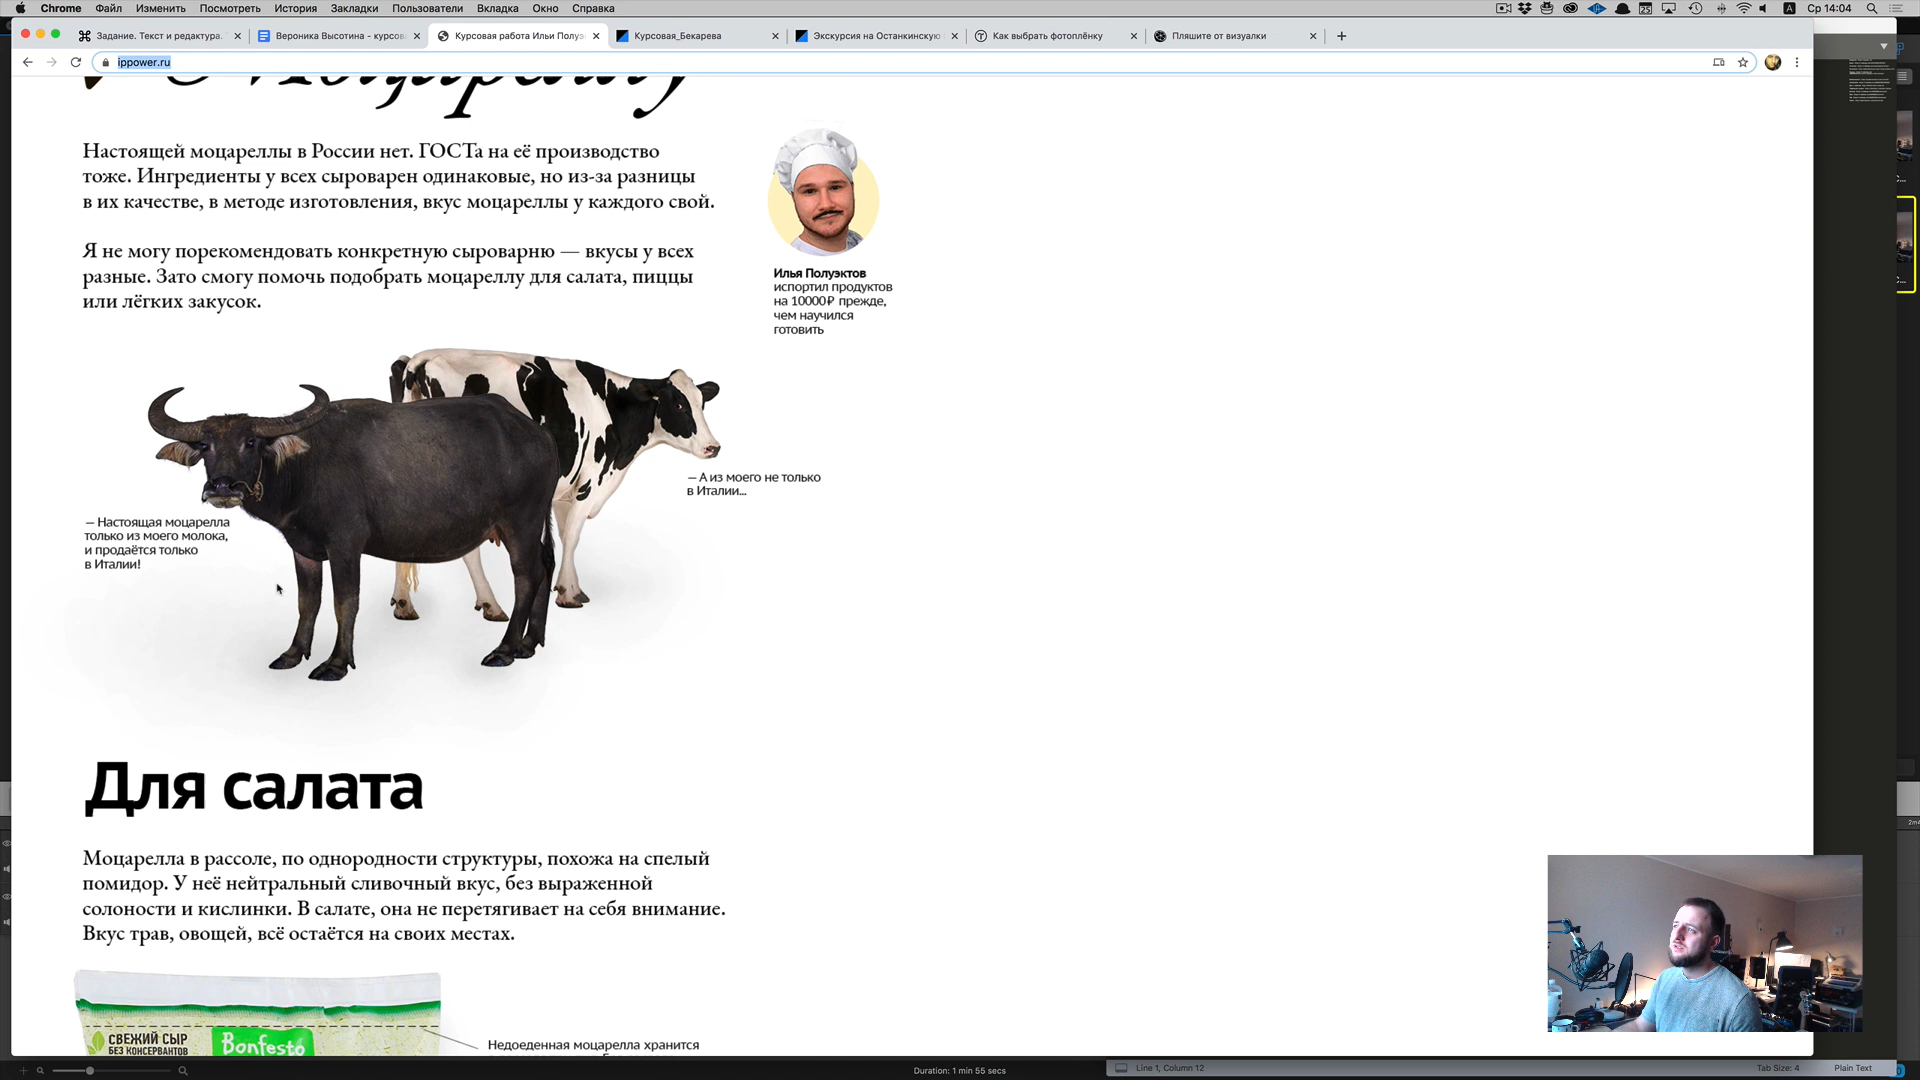 Chrome Файл Изменить Посмотреть История Закладки Пользователи Вкладка Окно Справка
25 A Ср 14:04
Задание. Текст и редактура.
Вероника Высотина - курсов
Курсовая работа Ильи Полуэ
Курсовая_Бекарева
Экскурсия на Останкинскую
Как выбрать фотоплёнку
Пляшите от визуалки
ippower.ru
Моцареллу
Настоящей моцареллы в России нет. ГОСТа на её производство
тоже. Ингредиенты у всех сыроварен одинаковые, но из-за разницы
в их качестве, в методе изготовления, вкус моцареллы у каждого свой.
Я не могу порекомендовать конкретную сыроварню — вкусы у всех
разные. Зато смогу помочь подобрать моцареллу для салата, пиццы
или лёгких закусок.
Илья Полуэктов
испортил продуктов
на 10000₽ прежде,
чем научился
готовить
— А из моего не только
в Италии...
— Настоящая моцарелла
только из моего молока,
и продаётся только
в Италии!
Для салата
Моцарелла в рассоле, по однородности структуры, похожа на спелый
помидор. У неё нейтральный сливочный вкус, без выраженной
солоности и кислинки. В салате, она не перетягивает на себя внимание.
Вкус трав, овощей, всё остаётся на своих местах.
СВЕЖИЙ СЫР
БЕЗ КОНСЕРВАНТОВ
Bonfesto
Недоеденная моцарелла хранится
Duration: 1 min 55 secs
Line 1, Column 12
Tab Size: 4
Plain Text